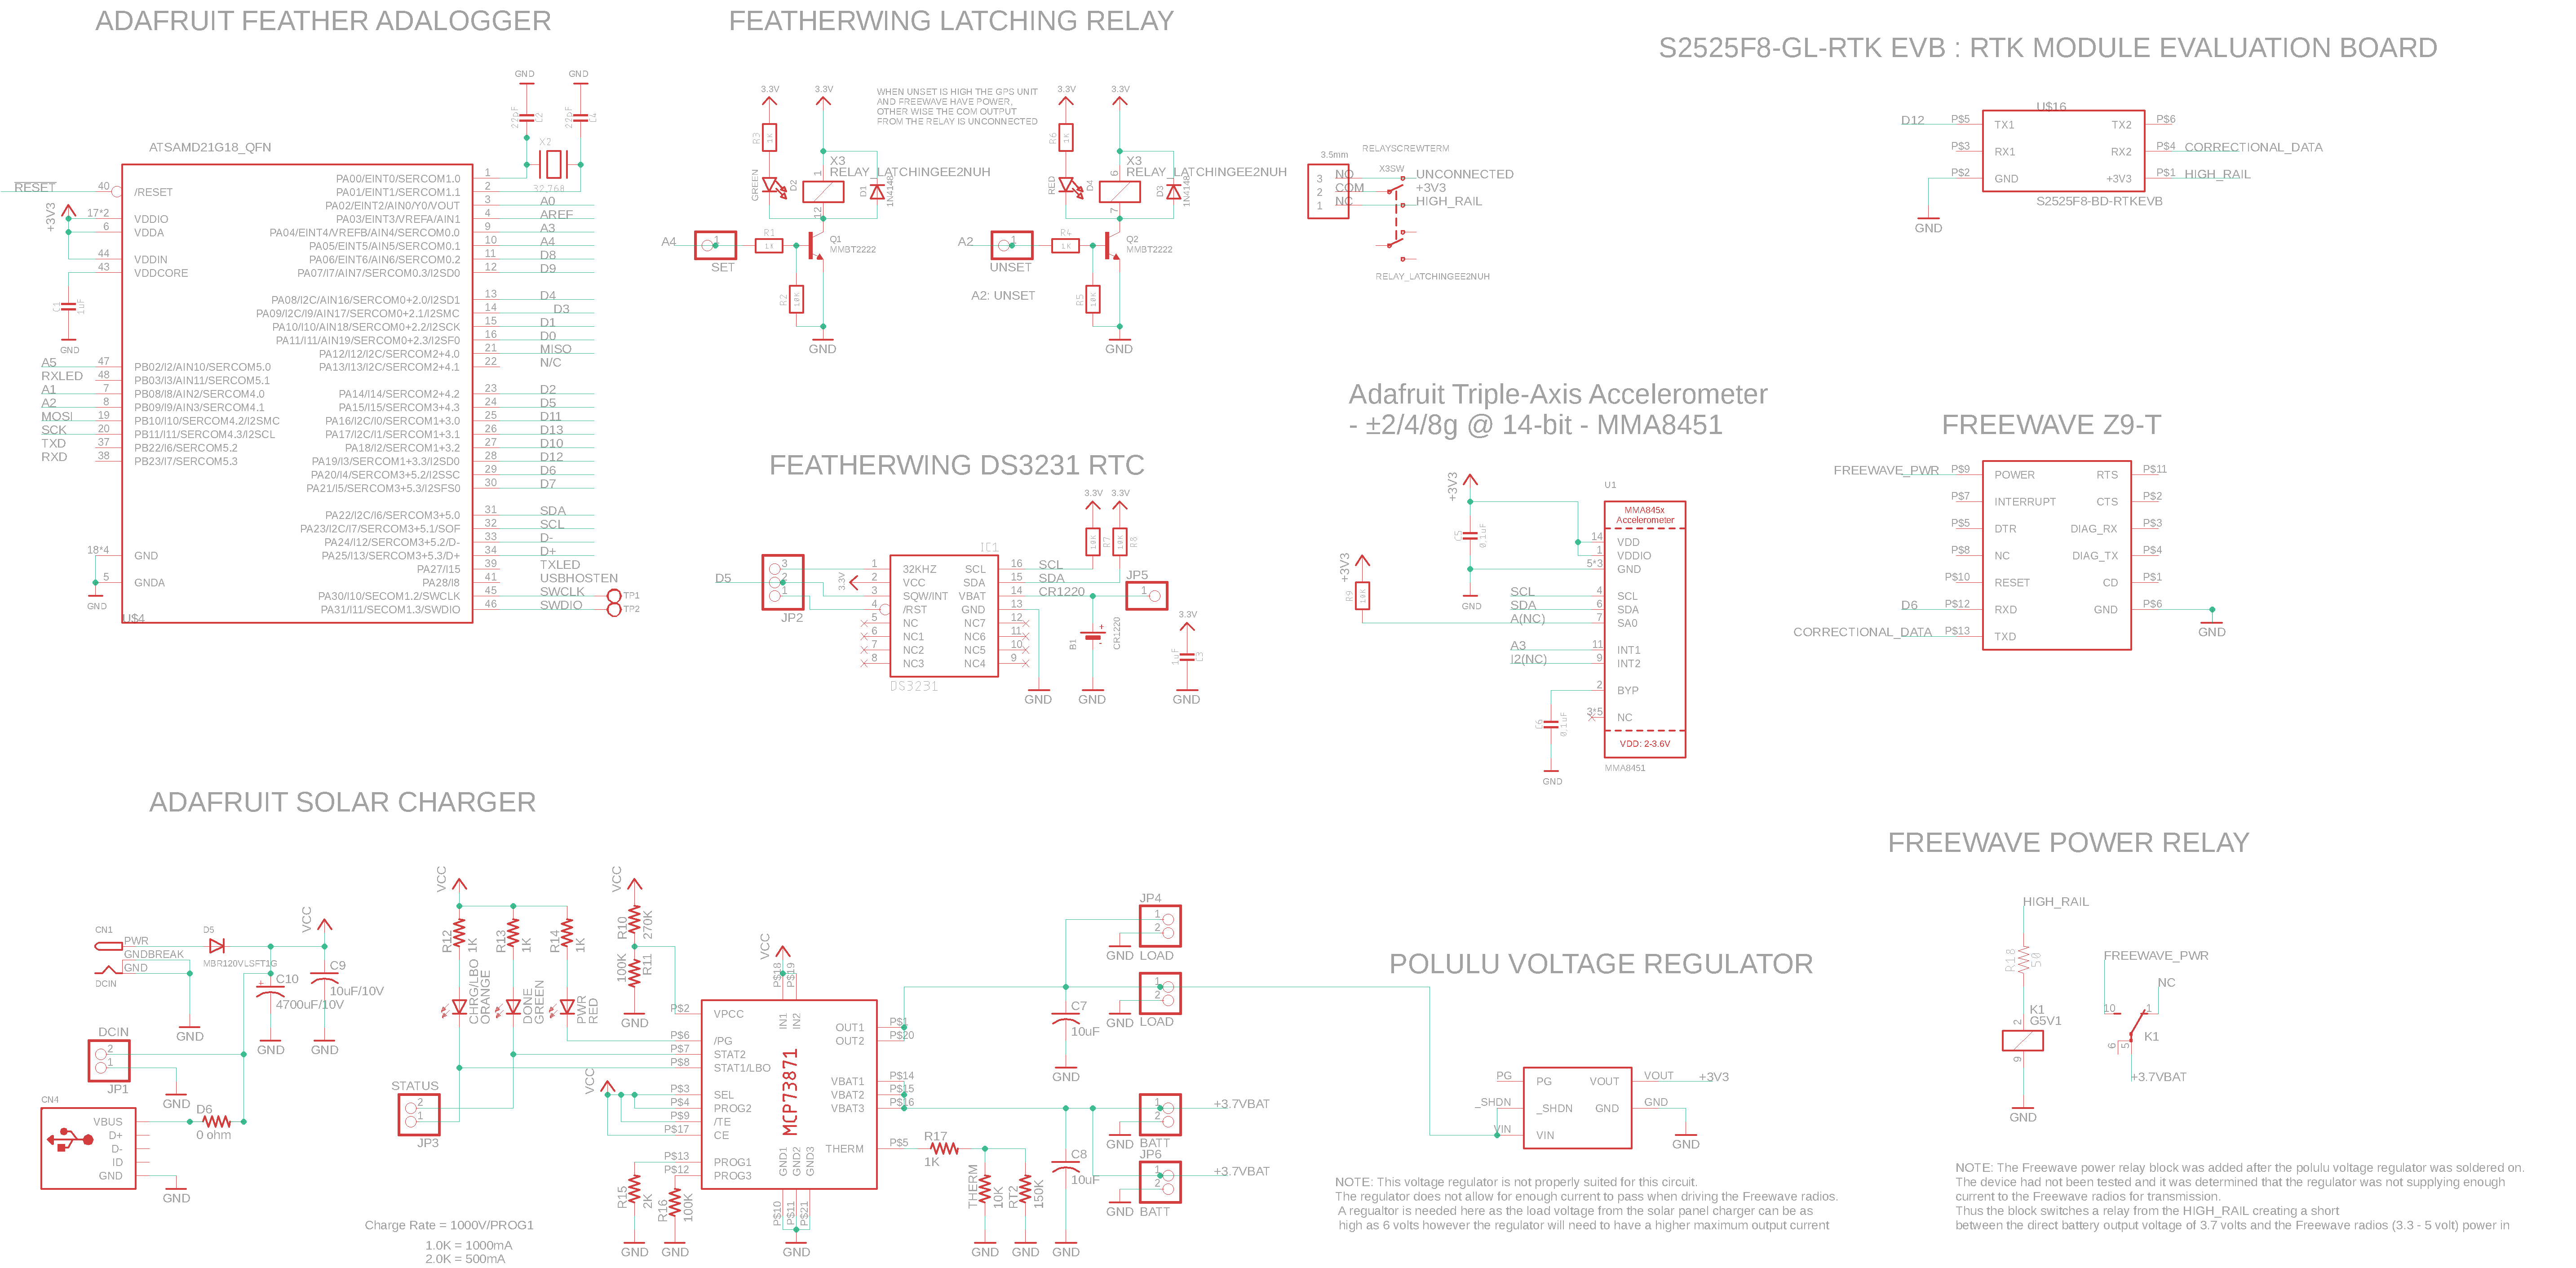 ADAFRUIT FEATHER ADALOGGER
GND GND
22pF C2 22pF C4
X2
32.768
ATSAMD21G18_QFN
RESET 40 /RESET
+3V3
17*2 VDDIO
6 VDDA
44 VDDIN
43 VDDCORE
C1 1uF
GND
A5 47 PB02/I2/AIN10/SERCOM5.0
RXLED 48 PB03/I3/AIN11/SERCOM5.1
A1 7 PB08/I8/AIN2/SERCOM4.0
A2 8 PB09/I9/AIN3/SERCOM4.1
MOSI 19 PB10/I10/SERCOM4.2/I2SMC
SCK 20 PB11/I11/SERCOM4.3/I2SCL
TXD 37 PB22/I6/SERCOM5.2
RXD 38 PB23/I7/SERCOM5.3
18*4 GND
5 GNDA
GND
U$4
PA00/EINT0/SERCOM1.0 1
PA01/EINT1/SERCOM1.1 2
PA02/EINT2/AIN0/Y0/VOUT 3 A0
PA03/EINT3/VREFA/AIN1 4 AREF
PA04/EINT4/VREFB/AIN4/SERCOM0.0 9 A3
PA05/EINT5/AIN5/SERCOM0.1 10 A4
PA06/EINT6/AIN6/SERCOM0.2 11 D8
PA07/I7/AIN7/SERCOM0.3/I2SD0 12 D9
PA08/I2C/AIN16/SERCOM0+2.0/I2SD1 13 D4
PA09/I2C/I9/AIN17/SERCOM0+2.1/I2SMC 14 D3
PA10/I10/AIN18/SERCOM0+2.2/I2SCK 15 D1
PA11/I11/AIN19/SERCOM0+2.3/I2SF0 16 D0
PA12/I12/I2C/SERCOM2+4.0 21 MISO
PA13/I13/I2C/SERCOM2+4.1 22 N/C
PA14/I14/SERCOM2+4.2 23 D2
PA15/I15/SERCOM3+4.3 24 D5
PA16/I2C/I0/SERCOM1+3.0 25 D11
PA17/I2C/I1/SERCOM1+3.1 26 D13
PA18/I2/SERCOM1+3.2 27 D10
PA19/I3/SERCOM1+3.3/I2SD0 28 D12
PA20/I4/SERCOM3+5.2/I2SSC 29 D6
PA21/I5/SERCOM3+5.3/I2SFS0 30 D7
PA22/I2C/I6/SERCOM3+5.0 31 SDA
PA23/I2C/I7/SERCOM3+5.1/SOF 32 SCL
PA24/I12/SERCOM3+5.2/D- 33 D-
PA25/I13/SERCOM3+5.3/D+ 34 D+
PA27/I15 39 TXLED
PA28/I8 41 USBHOSTEN
PA30/I10/SECOM1.2/SWCLK 45 SWCLK TP1
PA31/I11/SECOM1.3/SWDIO 46 SWDIO TP2
FEATHERWING LATCHING RELAY
3.3V 3.3V
WHEN UNSET IS HIGH THE GPS UNIT
AND FREEWAVE HAVE POWER,
OTHER WISE THE COM OUTPUT
FROM THE RELAY IS UNCONNECTED
3.3V 3.3V
R3 1K
GREEN D2
X3
RELAY_LATCHINGEE2NUH
1 12
D1 1N4148
A4 1 SET
R1 1K
Q1
MMBT2222
R2 10K
GND
R6 1K
RED D4
X3
RELAY_LATCHINGEE2NUH
6 7
D3 1N4148
A2 1 UNSET
R4 1K
Q2
MMBT2222
A2: UNSET
R5 10K
GND
3.5mm
RELAYSCREWTERM
X3SW
3 NO UNCONNECTED
2 COM +3V3
1 NC HIGH_RAIL
RELAY_LATCHINGEE2NUH
S2525F8-GL-RTK EVB : RTK MODULE EVALUATION BOARD
U$16
D12 P$5 TX1 TX2 P$6
P$3 RX1 RX2 P$4 CORRECTIONAL_DATA
P$2 GND +3V3 P$1 HIGH_RAIL
S2525F8-BD-RTKEVB
GND
FEATHERWING DS3231 RTC
3.3V 3.3V
10K R7 10K R8
IC1
D5 3 2 1 JP2
3.3V
1 32KHZ SCL 16 SCL
2 VCC SDA 15 SDA
3 SQW/INT VBAT 14 CR1220
4 /RST GND 13
5 NC NC7 12
6 NC1 NC6 11
7 NC2 NC5 10
8 NC3 NC4 9
DS3231
JP5
1
B1 + - CR1220
3.3V
1uF C3
GND GND GND
Adafruit Triple-Axis Accelerometer
- ±2/4/8g @ 14-bit - MMA8451
U1
+3V3
MMA845x
Accelerometer
C5 0.1uF
14 VDD
1 VDDIO
5*3 GND
+3V3
R9 10K
GND
SCL 4 SCL
SDA 6 SDA
A(NC) 7 SA0
A3 11 INT1
I2(NC) 9 INT2
2 BYP
3*5 NC
C6 0.1uF
VDD: 2-3.6V
MMA8451
GND
FREEWAVE Z9-T
FREEWAVE_PWR P$9 POWER RTS P$11
P$7 INTERRUPT CTS P$2
P$5 DTR DIAG_RX P$3
P$8 NC DIAG_TX P$4
P$10 RESET CD P$1
D6 P$12 RXD GND P$6
CORRECTIONAL_DATA P$13 TXD
GND
ADAFRUIT SOLAR CHARGER
CN1
PWR
GNDBREAK
GND
DCIN
D5
MBR120VLSFT1G
VCC
C9
10uF/10V
C10
4700uF/10V
GND GND GND
DCIN
2
1
JP1
GND
CN4
VBUS
D+
D-
ID
GND
D6
0 ohm
GND
VCC
R12 1K R13 1K R14 1K
CHRG/LBO
ORANGE
DONE
GREEN
PWR
RED
STATUS
2
1
JP3
VCC
R10 270K
100K R11
GND
VCC
VCC
P$18 P$19
IN1 IN2
MCP73871
P$2 VPCC
P$6 /PG
P$7 STAT2
P$8 STAT1/LBO
P$3 SEL
P$4 PROG2
P$9 /TE
P$17 CE
P$13 PROG1
P$12 PROG3
OUT1 P$1
OUT2 P$20
VBAT1 P$14
VBAT2 P$15
VBAT3 P$16
THERM P$5
GND1 GND2 GND3
P$10 P$11 P$21
R15 2K
R16 100K
GND GND GND
Charge Rate = 1000V/PROG1
1.0K = 1000mA
2.0K = 500mA
R17
1K
THERM 10K
RT2 150K
GND GND
C7
10uF
GND
C8
10uF
GND
JP4
1
2
GND LOAD
1
2
GND LOAD
1
2
+3.7VBAT
GND BATT
JP6
1
2
+3.7VBAT
GND BATT
POLULU VOLTAGE REGULATOR
PG PG VOUT VOUT +3V3
_SHDN _SHDN GND GND
VIN VIN
GND
NOTE: This voltage regulator is not properly suited for this circuit.
The regulator does not allow for enough current to pass when driving the Freewave radios.
A regualtor is needed here as the load voltage from the solar panel charger can be as
high as 6 volts however the regulator will need to have a higher maximum output current
FREEWAVE POWER RELAY
HIGH_RAIL
R18 50
K1
G5V1
2
9
GND
FREEWAVE_PWR
NC
10 1
6 5
K1
+3.7VBAT
NOTE: The Freewave power relay block was added after the polulu voltage regulator was soldered on.
The device had not been tested and it was determined that the regulator was not supplying enough
current to the Freewave radios for transmission.
Thus the block switches a relay from the HIGH_RAIL creating a short
between the direct battery output voltage of 3.7 volts and the Freewave radios (3.3 - 5 volt) power in